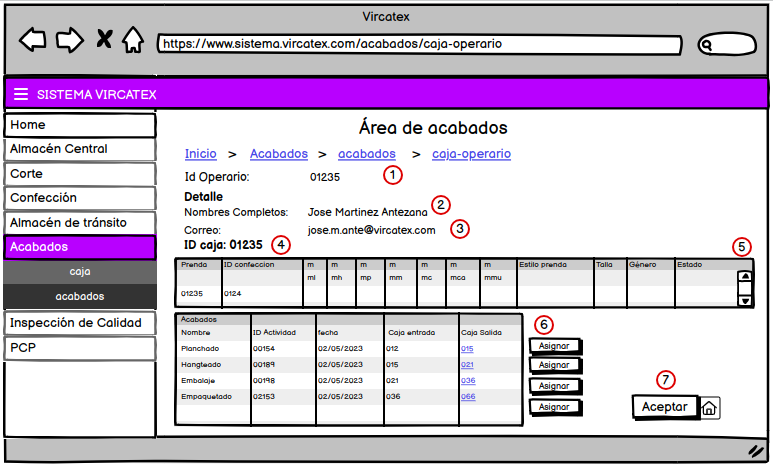 Vircatex
https://www.sistema.vircatex.com/acabados/caja-operario
SISTEMA VIRCATEX
Home
Almacén Central
Corte
Confección
Almacén de tránsito
Acabados
caja
acabados
Inspección de Calidad
PCP
Área de acabados
Inicio > Acabados > acabados > caja-operario
Id Operario: 01235 1
Detalle
Nombres Completos: Jose Martinez Antezana 2
Correo: jose.m.ante@vircatex.com 3
ID caja: 01235 4
5
Prenda ID confeccion m m m m m m m Estilo prenda Talla Género Estado
ml mh mp mm mc mca mmu
01235 0124
Acabados
Nombre ID Actividad fecha Caja entrada Caja Salida 6
Planchado 00154 02/05/2023 012 015 Asignar
Hangteado 00189 02/05/2023 015 021 Asignar
Embalaje 00198 02/05/2023 021 036 Asignar
Empaquetado 02153 02/05/2023 036 066 Asignar
7
Aceptar